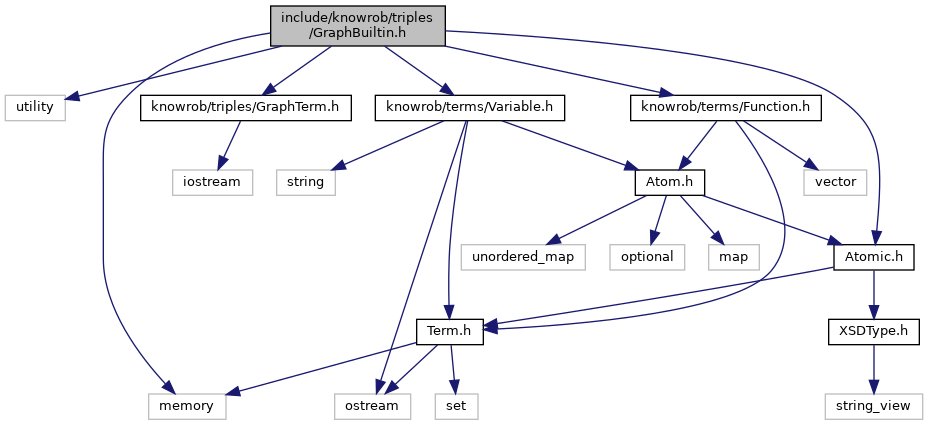 include/knowrob/triples
/GraphBuiltin.h
utility
knowrob/triples/GraphTerm.h
knowrob/terms/Variable.h
knowrob/terms/Function.h
iostream
string
Atom.h
vector
unordered_map
optional
map
Atomic.h
Term.h
XSDType.h
memory
ostream
set
string_view